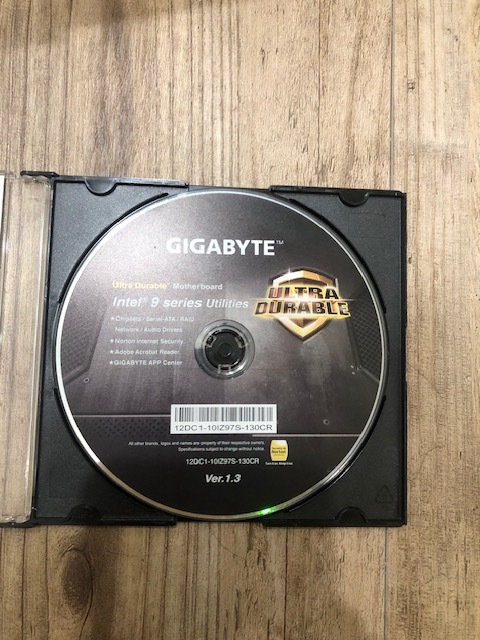 GIGABYTE™
Ultra Durable™ Motherboard
Intel® 9 series Utilities
ULTRA DURABLE
★Chipsets / Serial-ATA / RAID
Network / Audio Drivers
★Norton Internet Security
★Adobe Acrobat Reader
★GIGABYTE APP Center
12DC1-10IZ97S-130CR
All other brands, logos and names are property of their respective owners.
Specifications subject to change without notice.
12DC1-10IZ97S-130CR
Norton
Ver.1.3